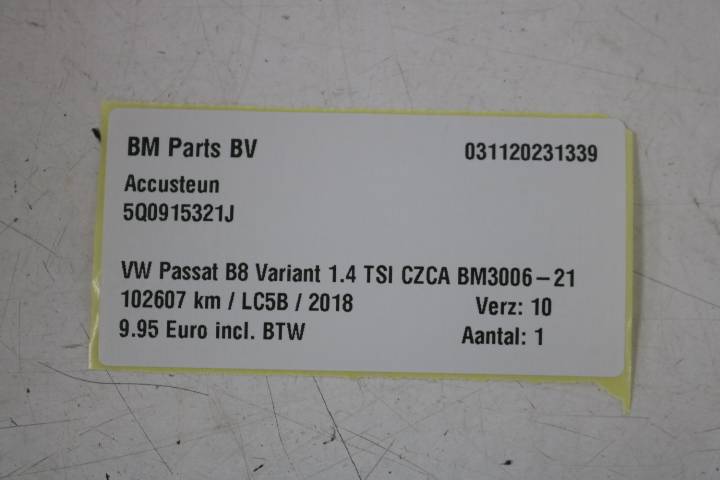 BM Parts BV 031120231339
Accusteun
5Q0915321J
VW Passat B8 Variant 1.4 TSI CZCA BM3006-21
102607 km / LC5B / 2018 Verz: 10
9.95 Euro incl. BTW Aantal: 1